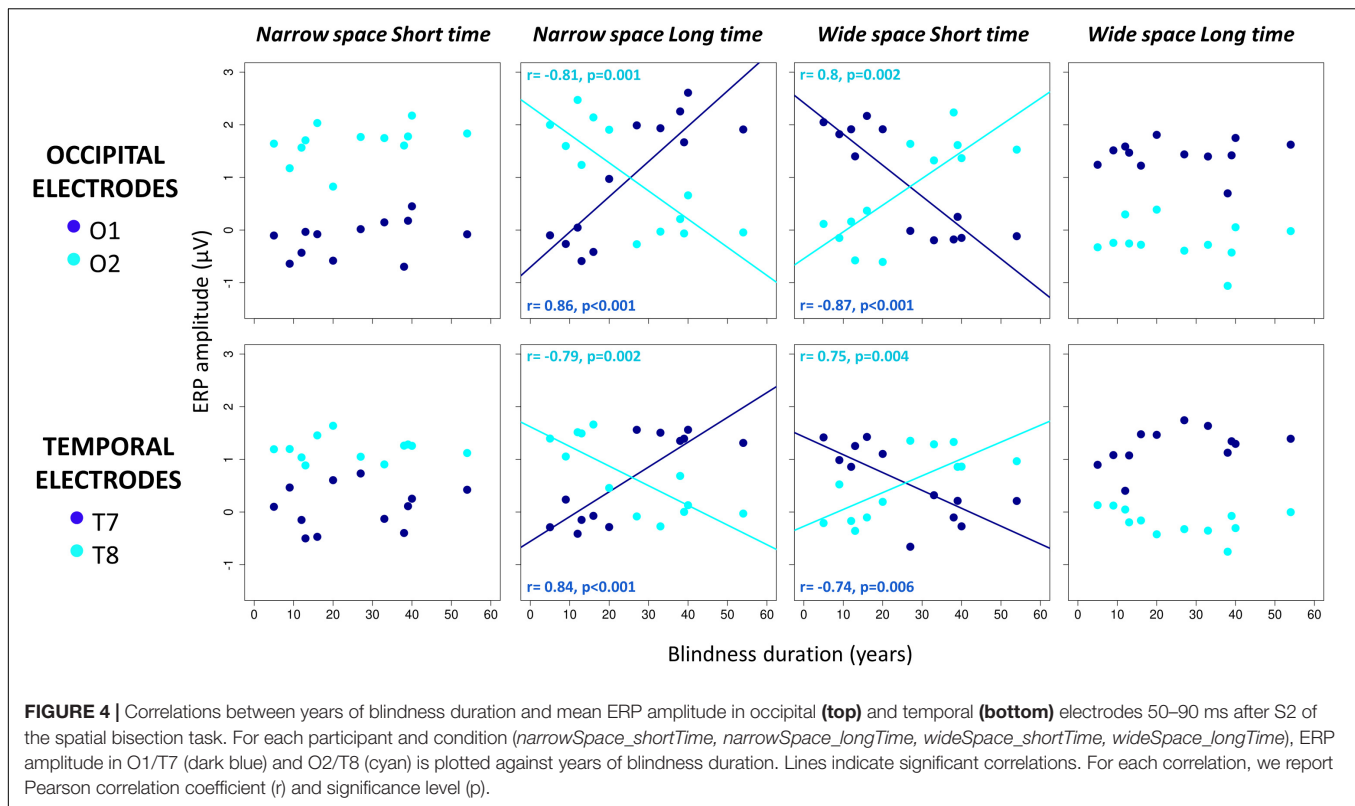 Narrow space Short time
Narrow space Long time
Wide space Short time
Wide space Long time
OCCIPITAL
ELECTRODES
O1
O2
TEMPORAL
ELECTRODES
T7
T8
ERP amplitude (µV)
3
2
1
0
-1
r= -0.81, p=0.001
r= 0.86, p<0.001
r= 0.8, p=0.002
r= -0.87, p<0.001
3
2
1
0
-1
r= -0.79, p=0.002
r= 0.84, p<0.001
r= 0.75, p=0.004
r= -0.74, p=0.006
0 10 20 30 40 50 60
0 10 20 30 40 50 60
0 10 20 30 40 50 60
0 10 20 30 40 50 60
Blindness duration (years)
FIGURE 4 | Correlations between years of blindness duration and mean ERP amplitude in occipital (top) and temporal (bottom) electrodes 50–90 ms after S2 of
the spatial bisection task. For each participant and condition (narrowSpace_shortTime, narrowSpace_longTime, wideSpace_shortTime, wideSpace_longTime), ERP
amplitude in O1/T7 (dark blue) and O2/T8 (cyan) is plotted against years of blindness duration. Lines indicate significant correlations. For each correlation, we report
Pearson correlation coefficient (r) and significance level (p).